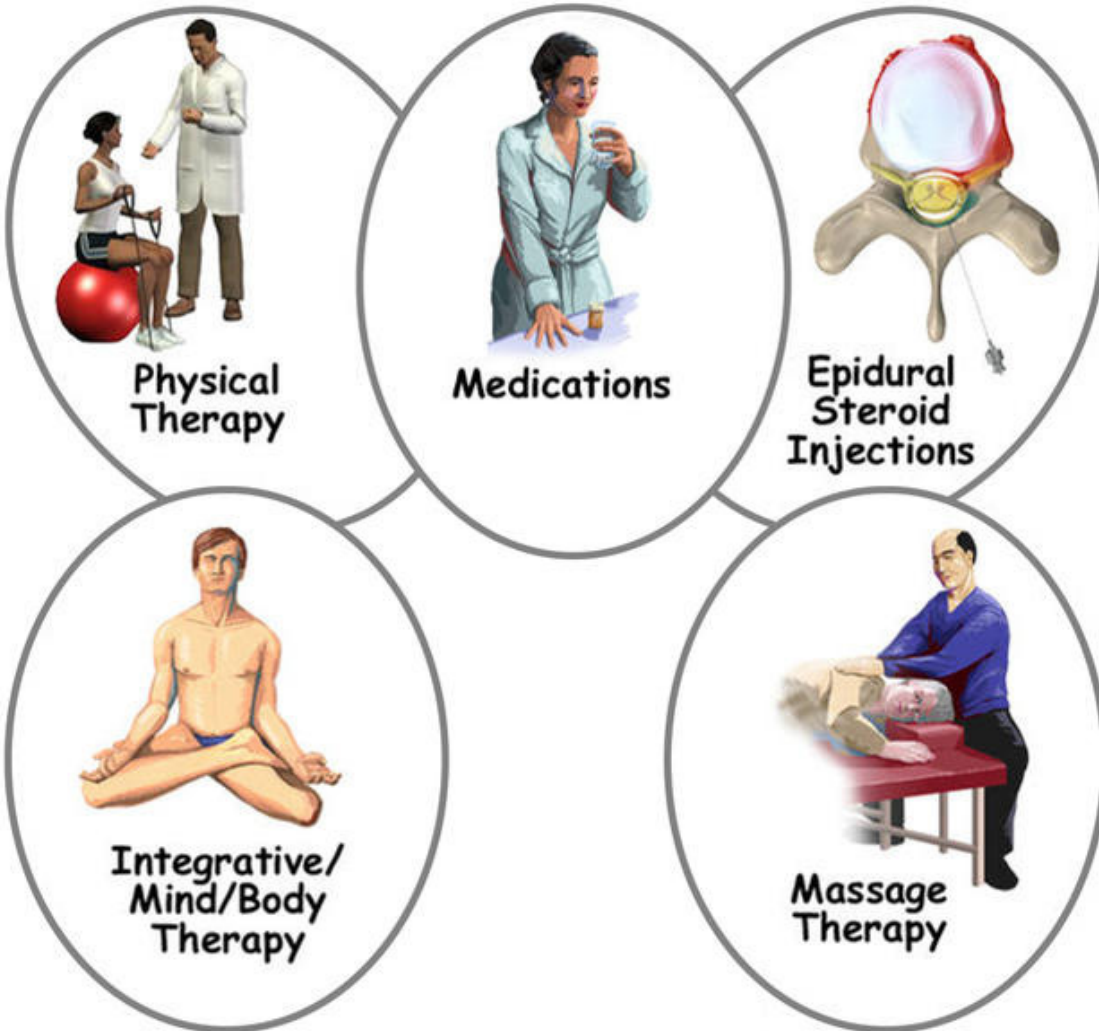 Physical
Therapy
Medications
Epidural
Steroid
Injections
Integrative/
Mind/Body
Therapy
Massage
Therapy